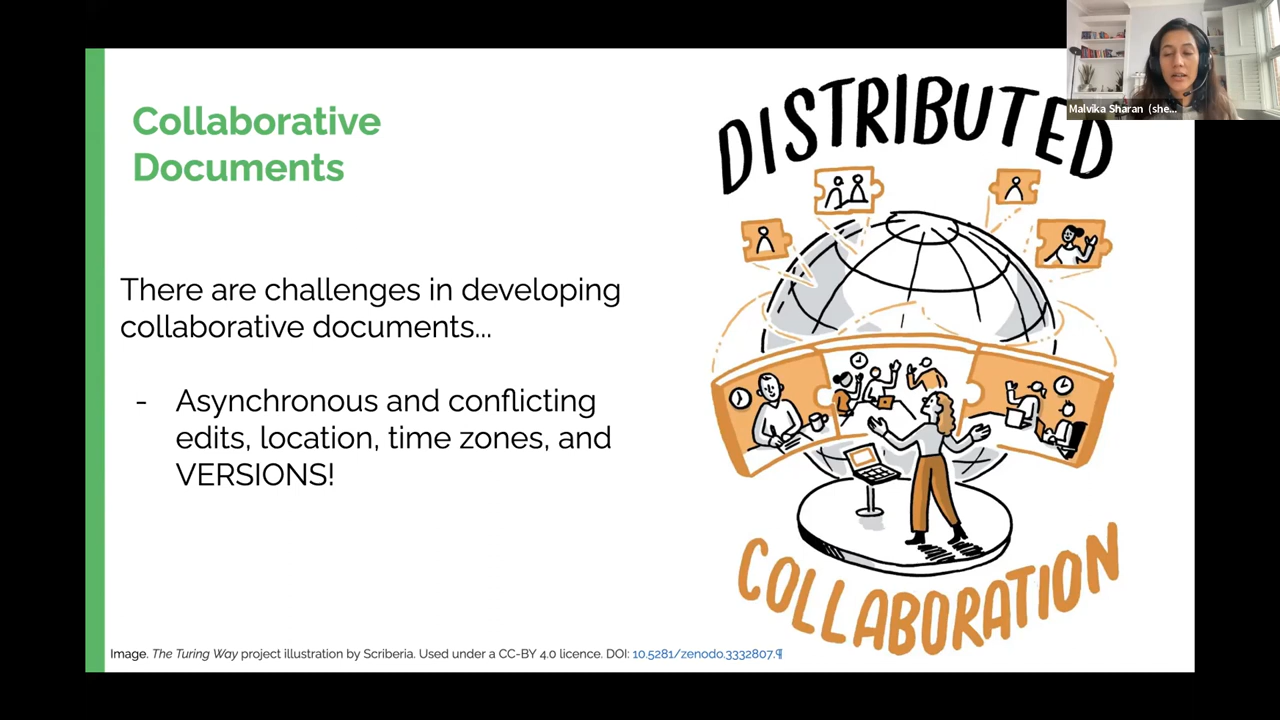 Collaborative
Documents
There are challenges in developing
collaborative documents...
- Asynchronous and conflicting
edits, location, time zones, and
VERSIONS!
Image. The Turing Way project illustration by Scriberia. Used under a CC-BY 4.0 licence. DOI: 10.5281/zenodo.3332807.¶
DISTRIBUTED
COLLABORATION
Malvika Sharan (she...